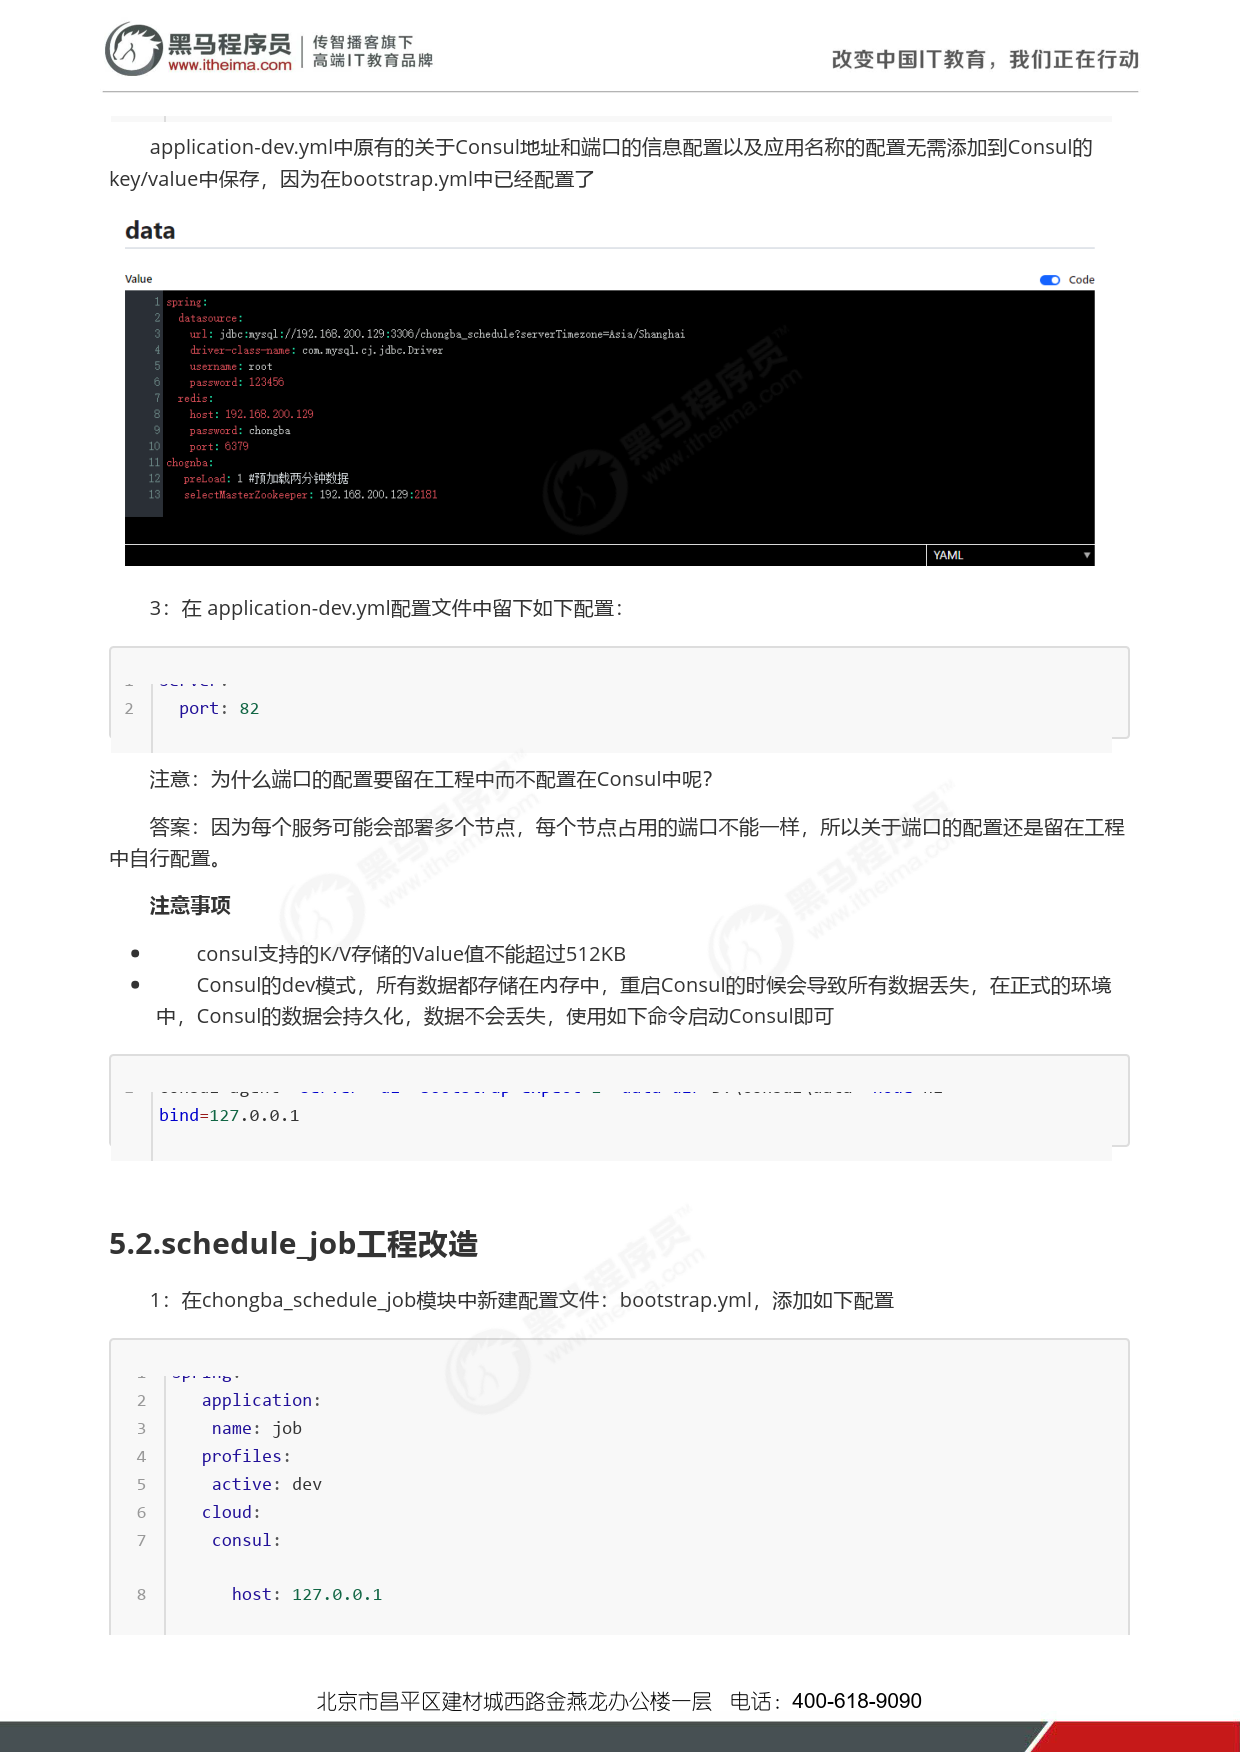 黑马程序员
www.itheima.com
传智播客旗下
高端IT教育品牌
改变中国IT教育，我们正在行动
application-dev.yml中原有的关于Consul地址和端口的信息配置以及应用名称的配置无需添加到Consul的
key/value中保存，因为在bootstrap.yml中已经配置了
data
Value
Code
1 spring:
2 datasource:
3 url: jdbc:mysql://192.168.200.129:3306/chongba_schedule?serverTimezone=Asia/Shanghai
4 driver-class-name: com.mysql.cj.jdbc.Driver
5 username: root
6 password: 123456
7 redis:
8 host: 192.168.200.129
9 password: chongba
10 port: 6379
11 chognba:
12 preLoad: 1 #预加载两分钟数据
13 selectMasterZookeeper: 192.168.200.129:2181
YAML
3：在 application-dev.yml配置文件中留下如下配置：
2 port: 82
注意：为什么端口的配置要留在工程中而不配置在Consul中呢？
答案：因为每个服务可能会部署多个节点，每个节点占用的端口不能一样，所以关于端口的配置还是留在工程
中自行配置。
注意事项
consul支持的K/V存储的Value值不能超过512KB
Consul的dev模式，所有数据都存储在内存中，重启Consul的时候会导致所有数据丢失，在正式的环境
中，Consul的数据会持久化，数据不会丢失，使用如下命令启动Consul即可
bind=127.0.0.1
5.2.schedule_job工程改造
1：在chongba_schedule_job模块中新建配置文件：bootstrap.yml，添加如下配置
1 spring:
2 application:
3 name: job
4 profiles:
5 active: dev
6 cloud:
7 consul:
8 host: 127.0.0.1
北京市昌平区建材城西路金燕龙办公楼一层 电话：400-618-9090